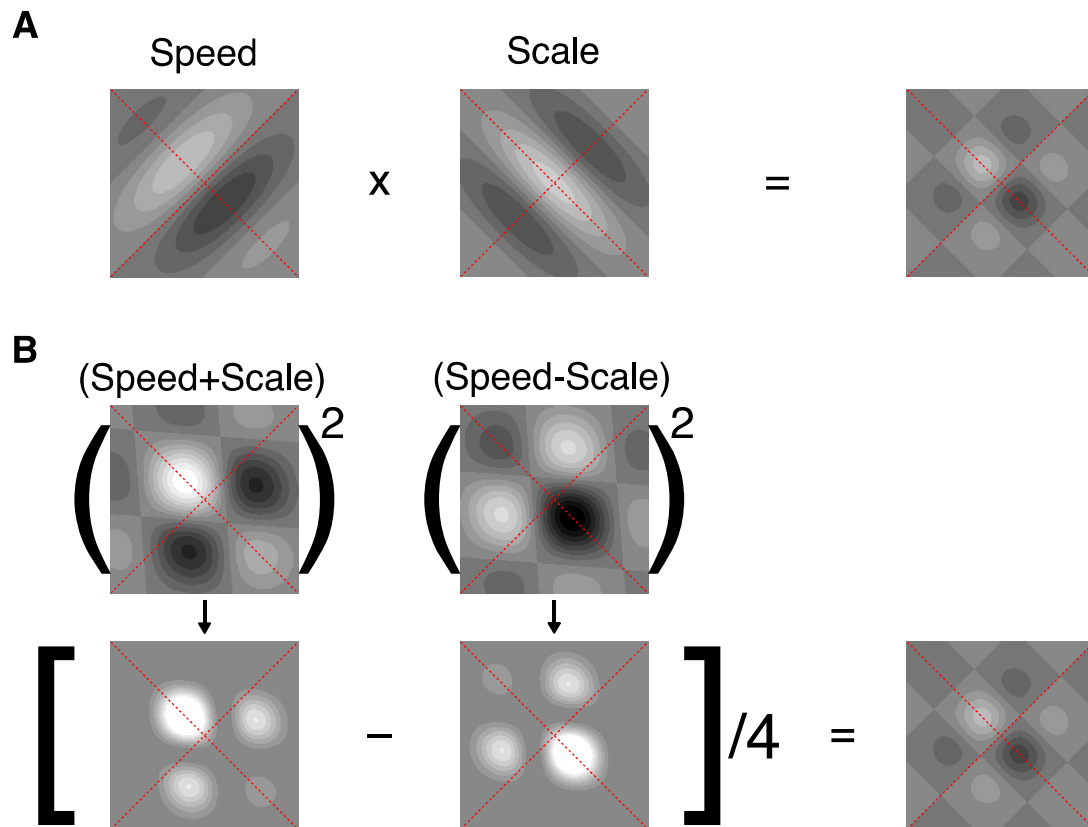 A
Speed Scale
x =
B
(Speed+Scale) (Speed-Scale)
( )2 ( )2
[ – ] /4 =